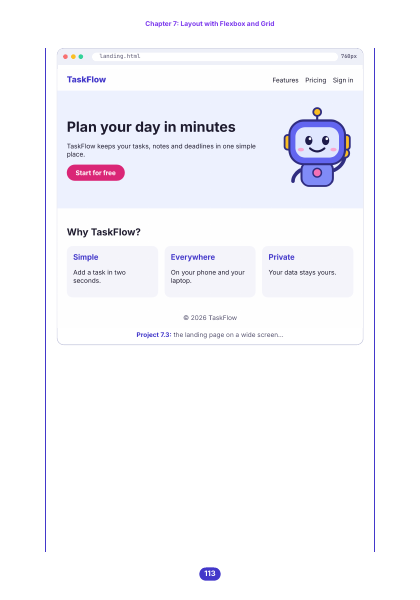 Chapter 7: Layout with Flexbox and Grid
landing.html
760px
TaskFlow
Features Pricing Sign in
Plan your day in minutes
TaskFlow keeps your tasks, notes and deadlines in one simple
place.
Start for free
Why TaskFlow?
Simple
Add a task in two
seconds.
Everywhere
On your phone and your
laptop.
Private
Your data stays yours.
© 2026 TaskFlow
Project 7.3: the landing page on a wide screen...
113